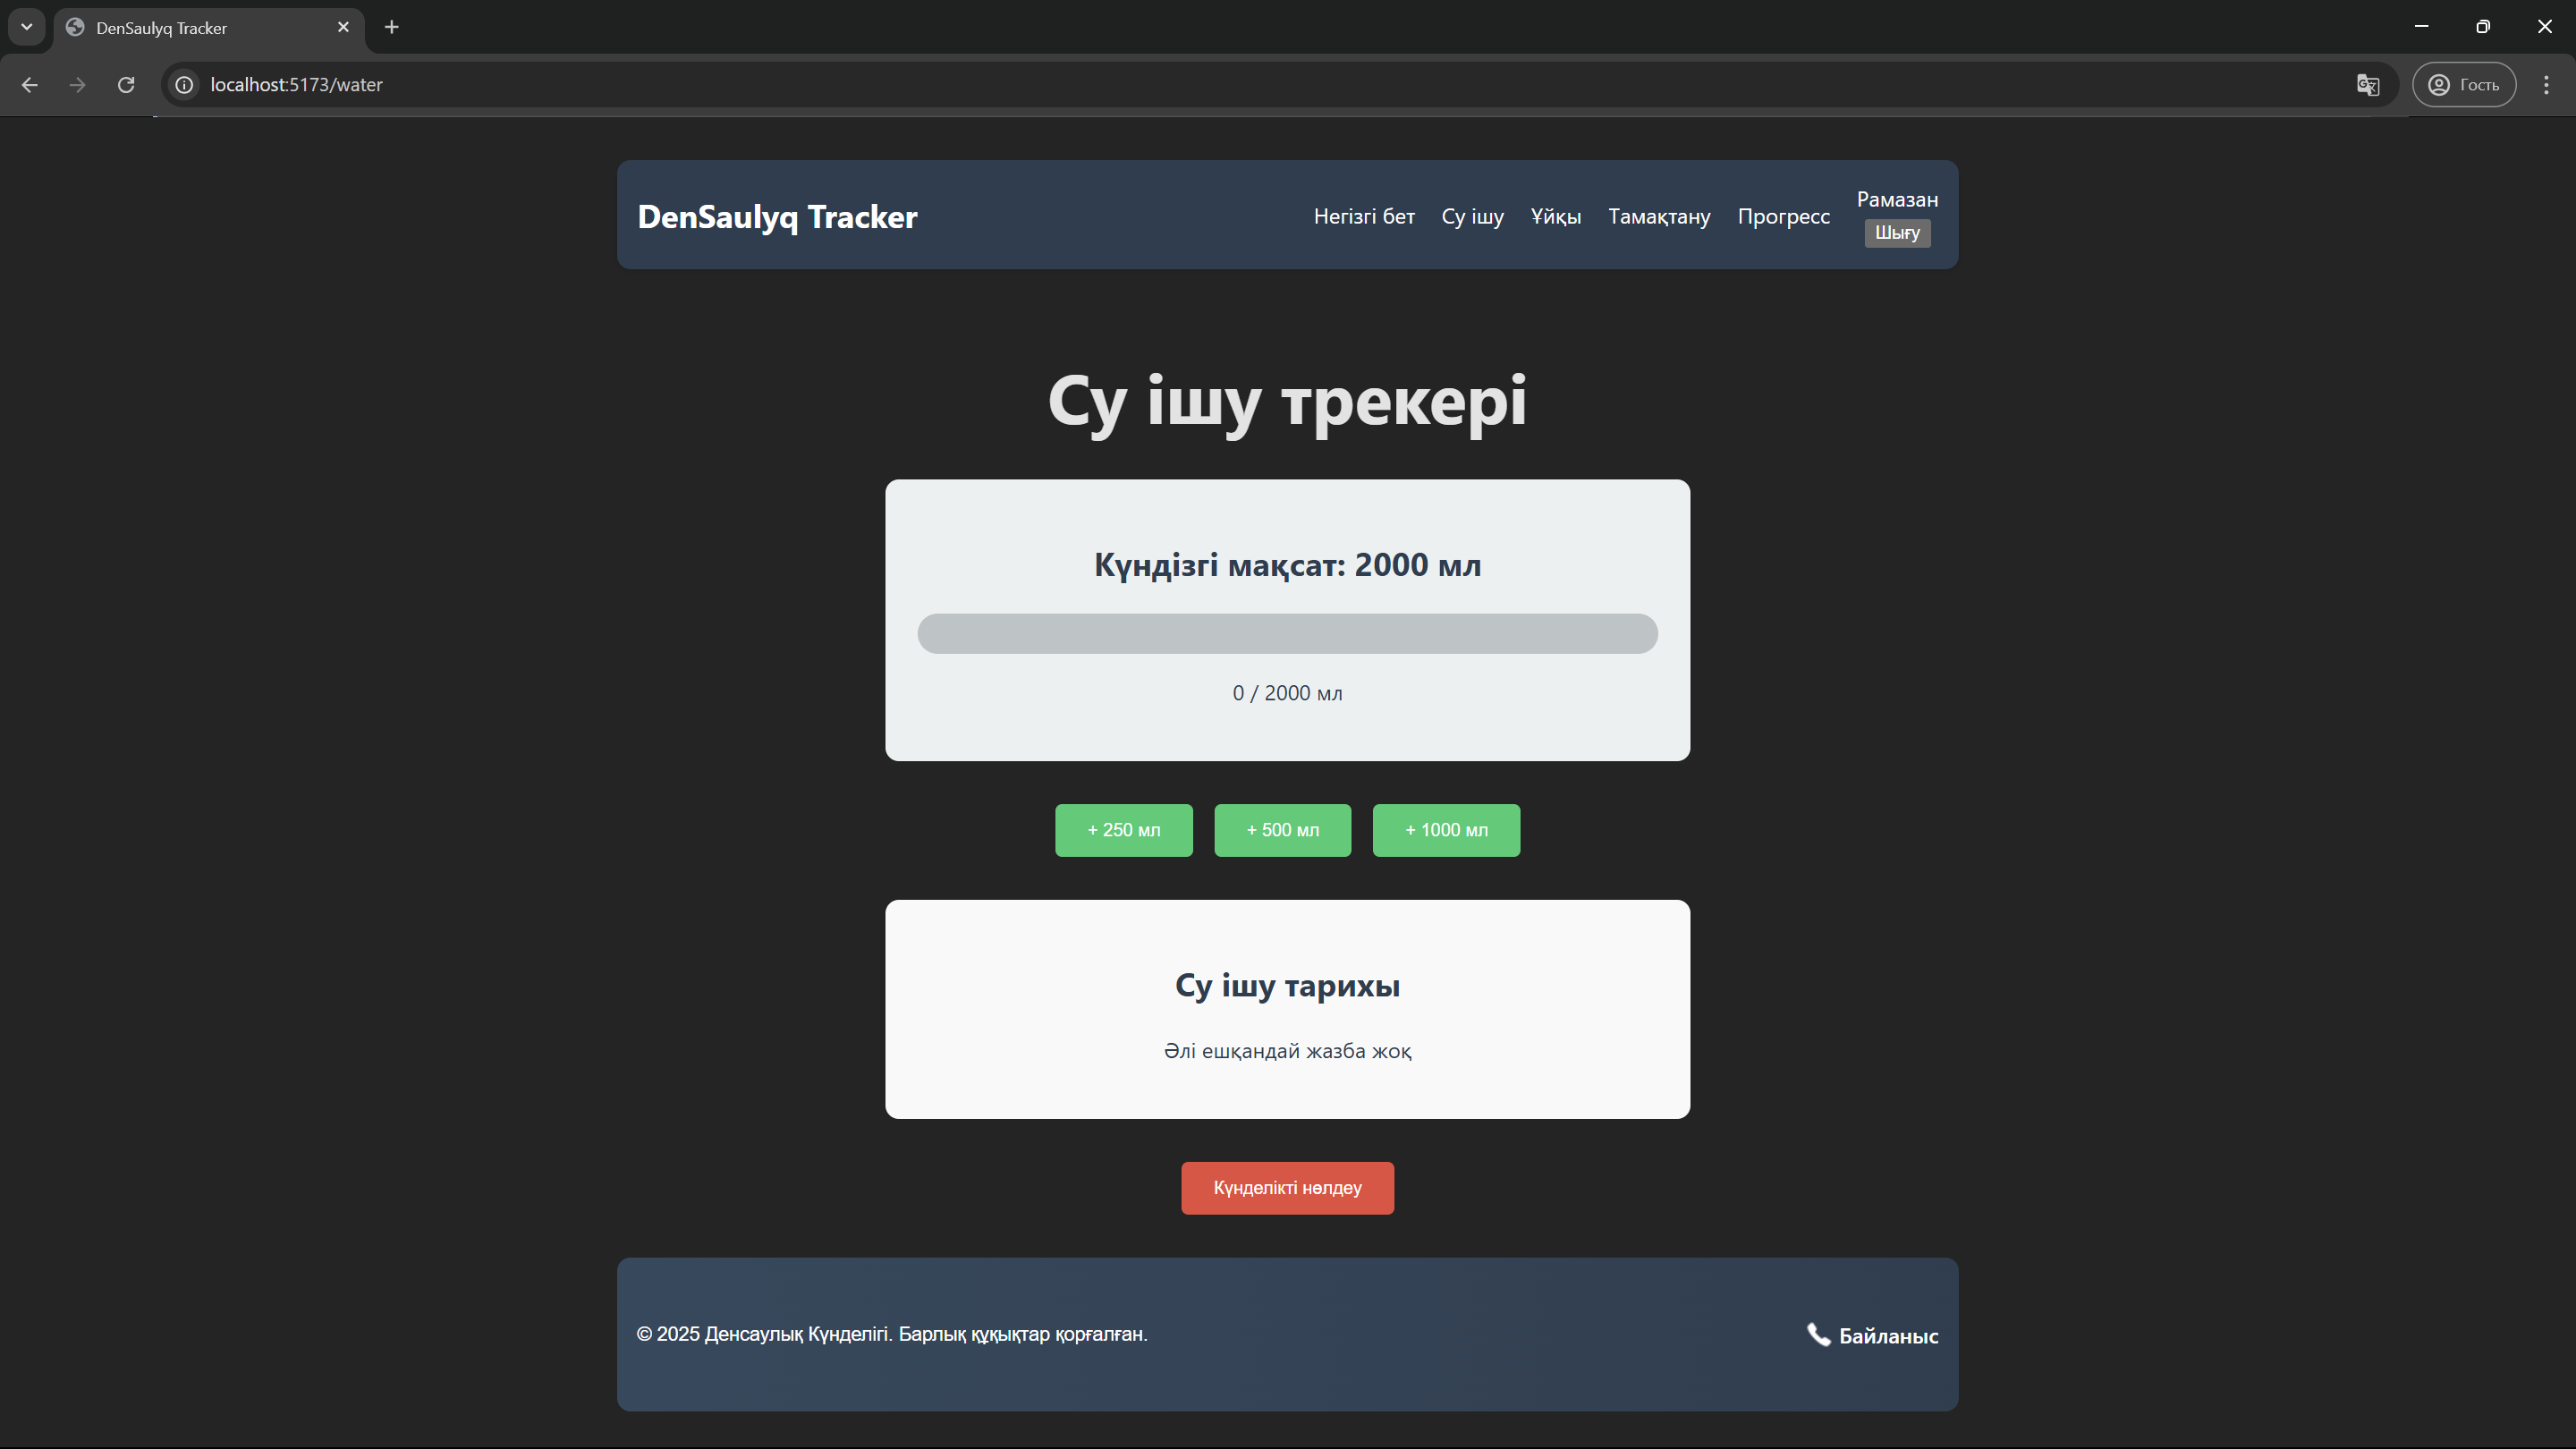 DenSaulyq Tracker
localhost:5173/water
Гость
DenSaulyq Tracker
Негізгі бет
Су ішу
Ұйқы
Тамақтану
Прогресс
Рамазан
Шығу
Су ішу трекері
Күндізгі мақсат: 2000 мл
0 / 2000 мл
+ 250 мл
+ 500 мл
+ 1000 мл
Су ішу тарихы
Әлі ешқандай жазба жоқ
Күнделікті нөлдеу
© 2025 Денсаулық Күнделігі. Барлық құқықтар қорғалған.
Байланыс